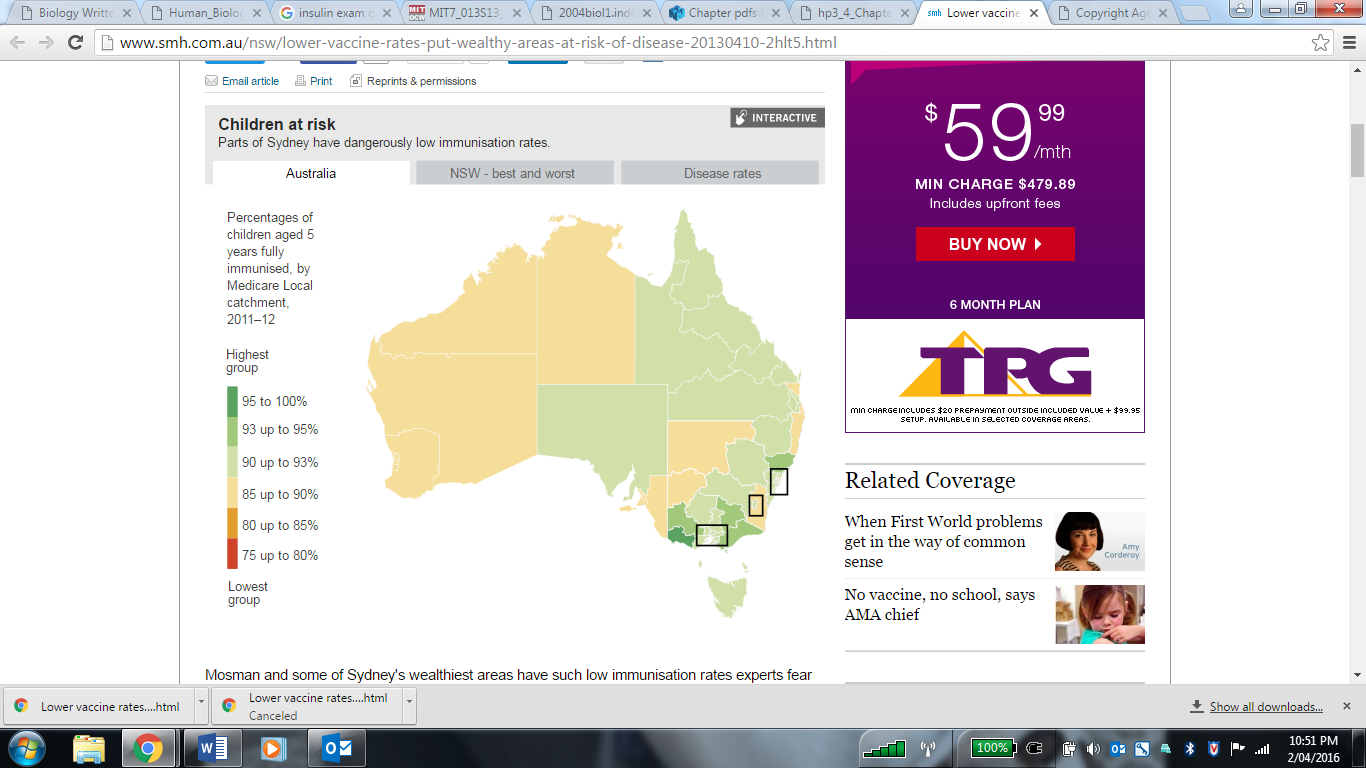 Biology Writte
Human_Biolog
insulin exam q
MIT7_013S13_
2004biol1.inde
Chapter pdfs
hp3_4_Chapte
smh Lower vaccine
Copyright Age
www.smh.com.au/nsw/lower-vaccine-rates-put-wealthy-areas-at-risk-of-disease-20130410-2hlt5.html
Email article
Print
Reprints & permissions
Children at risk
INTERACTIVE
Parts of Sydney have dangerously low immunisation rates.
Australia
NSW - best and worst
Disease rates
Percentages of
children aged 5
years fully
immunised, by
Medicare Local
catchment,
2011–12
Highest
group
95 to 100%
93 up to 95%
90 up to 93%
85 up to 90%
80 up to 85%
75 up to 80%
Lowest
group
Mosman and some of Sydney's wealthiest areas have such low immunisation rates experts fear
$59 99
/mth
MIN CHARGE $479.89
Includes upfront fees
BUY NOW
6 MONTH PLAN
TPG
MIN CHARGE INCLUDES $20 PREPAYMENT OUTSIDE INCLUDED VALUE + $99.95
SETUP. AVAILABLE IN SELECTED COVERAGE AREAS.
Related Coverage
When First World problems
get in the way of common
sense
Amy
Corderoy
No vaccine, no school, says
AMA chief
Lower vaccine rates....html
Lower vaccine rates....html
Canceled
Show all downloads...
100%
10:51 PM
2/04/2016